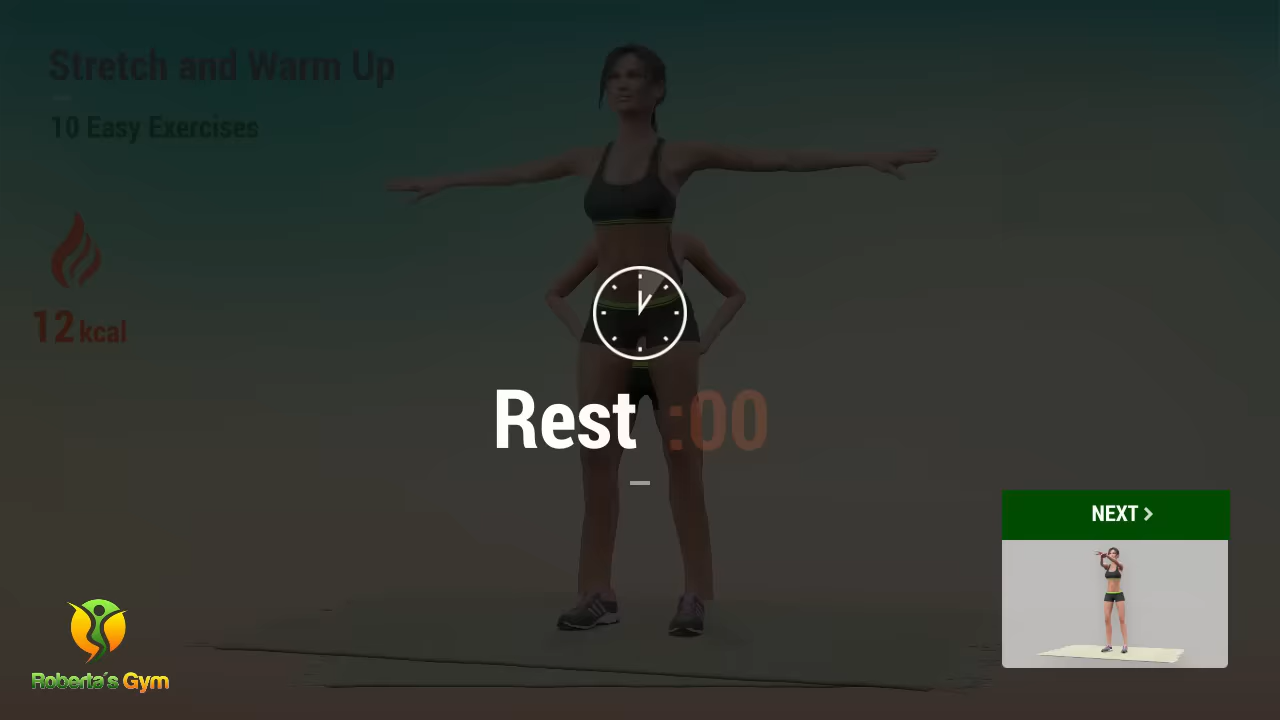 Stretch and Warm Up
10 Easy Exercises
12 kcal
Rest :00
NEXT >
Roberta's Gym